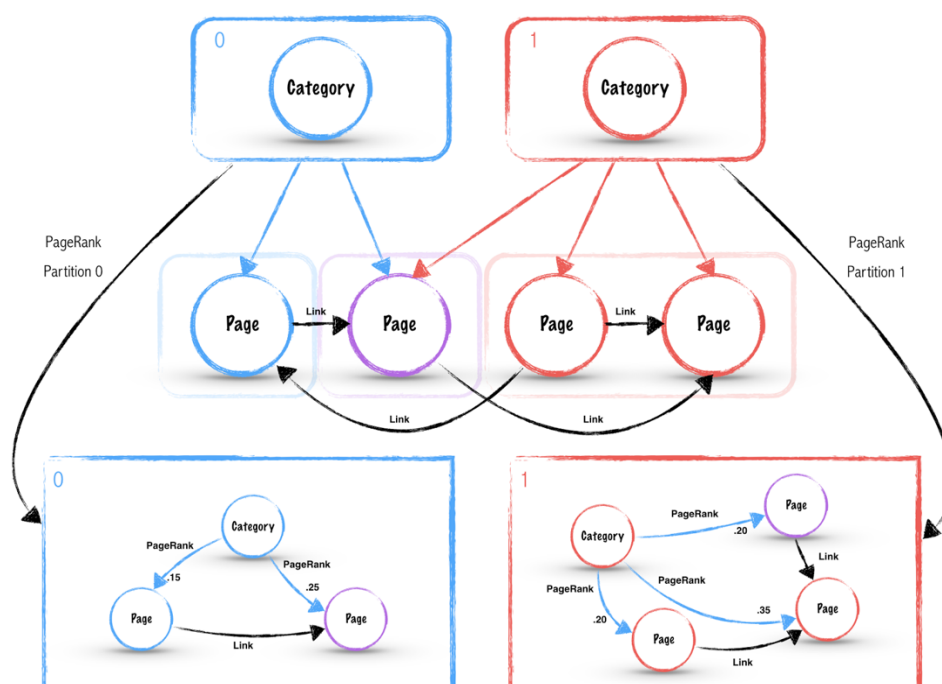 0
1
Category
Category
PageRank
Partition 0
PageRank
Partition 1
Page
Link
Page
Page
Link
Page
Link
Link
0
Category
PageRank
.15
PageRank
.25
Page
Page
Link
1
Category
PageRank
.20
Page
Link
PageRank
PageRank
.20
.35
Page
Page
Link